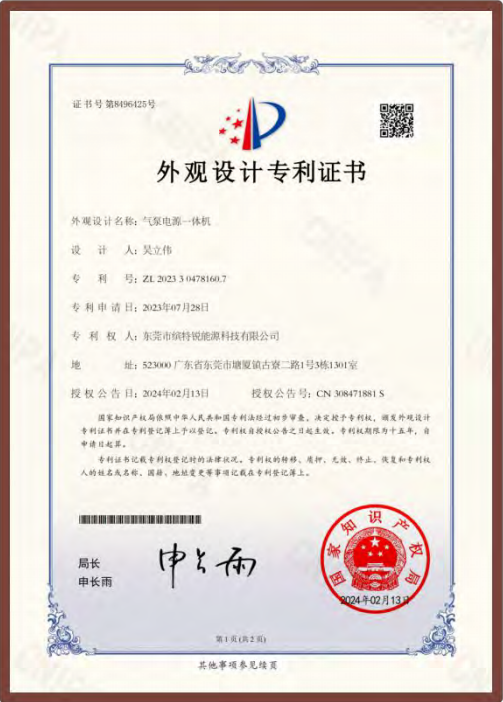 证书号第8496425号
外观设计专利证书
外观设计名称：气泵电源一体机
设计人：吴立伟
专利号：ZL 2023 3 0478160.7
专利申请日：2023年07月28日
专利权人：东莞市缤特锐能源科技有限公司
地址：523000 广东省东莞市塘厦镇古寮二路1号3栋1301室
授权公告日：2024年02月13日 授权公告号：CN 308471881 S
国家知识产权局依照中华人民共和国专利法经过初步审查，决定授予专利权，颁发外观设计
专利证书并在专利登记簿上予以登记。专利权自授权公告之日起生效。专利权期限为十五年，自
申请日起算。
专利证书记载专利权登记时的法律状况。专利权的转移、质押、无效、终止、恢复和专利权
人的姓名或名称、国籍、地址变更等事项记载在专利登记簿上。
局长
申长雨
申长雨
国家知识产权局
2024年02月13日
第1页(共2页)
其他事项参见续页